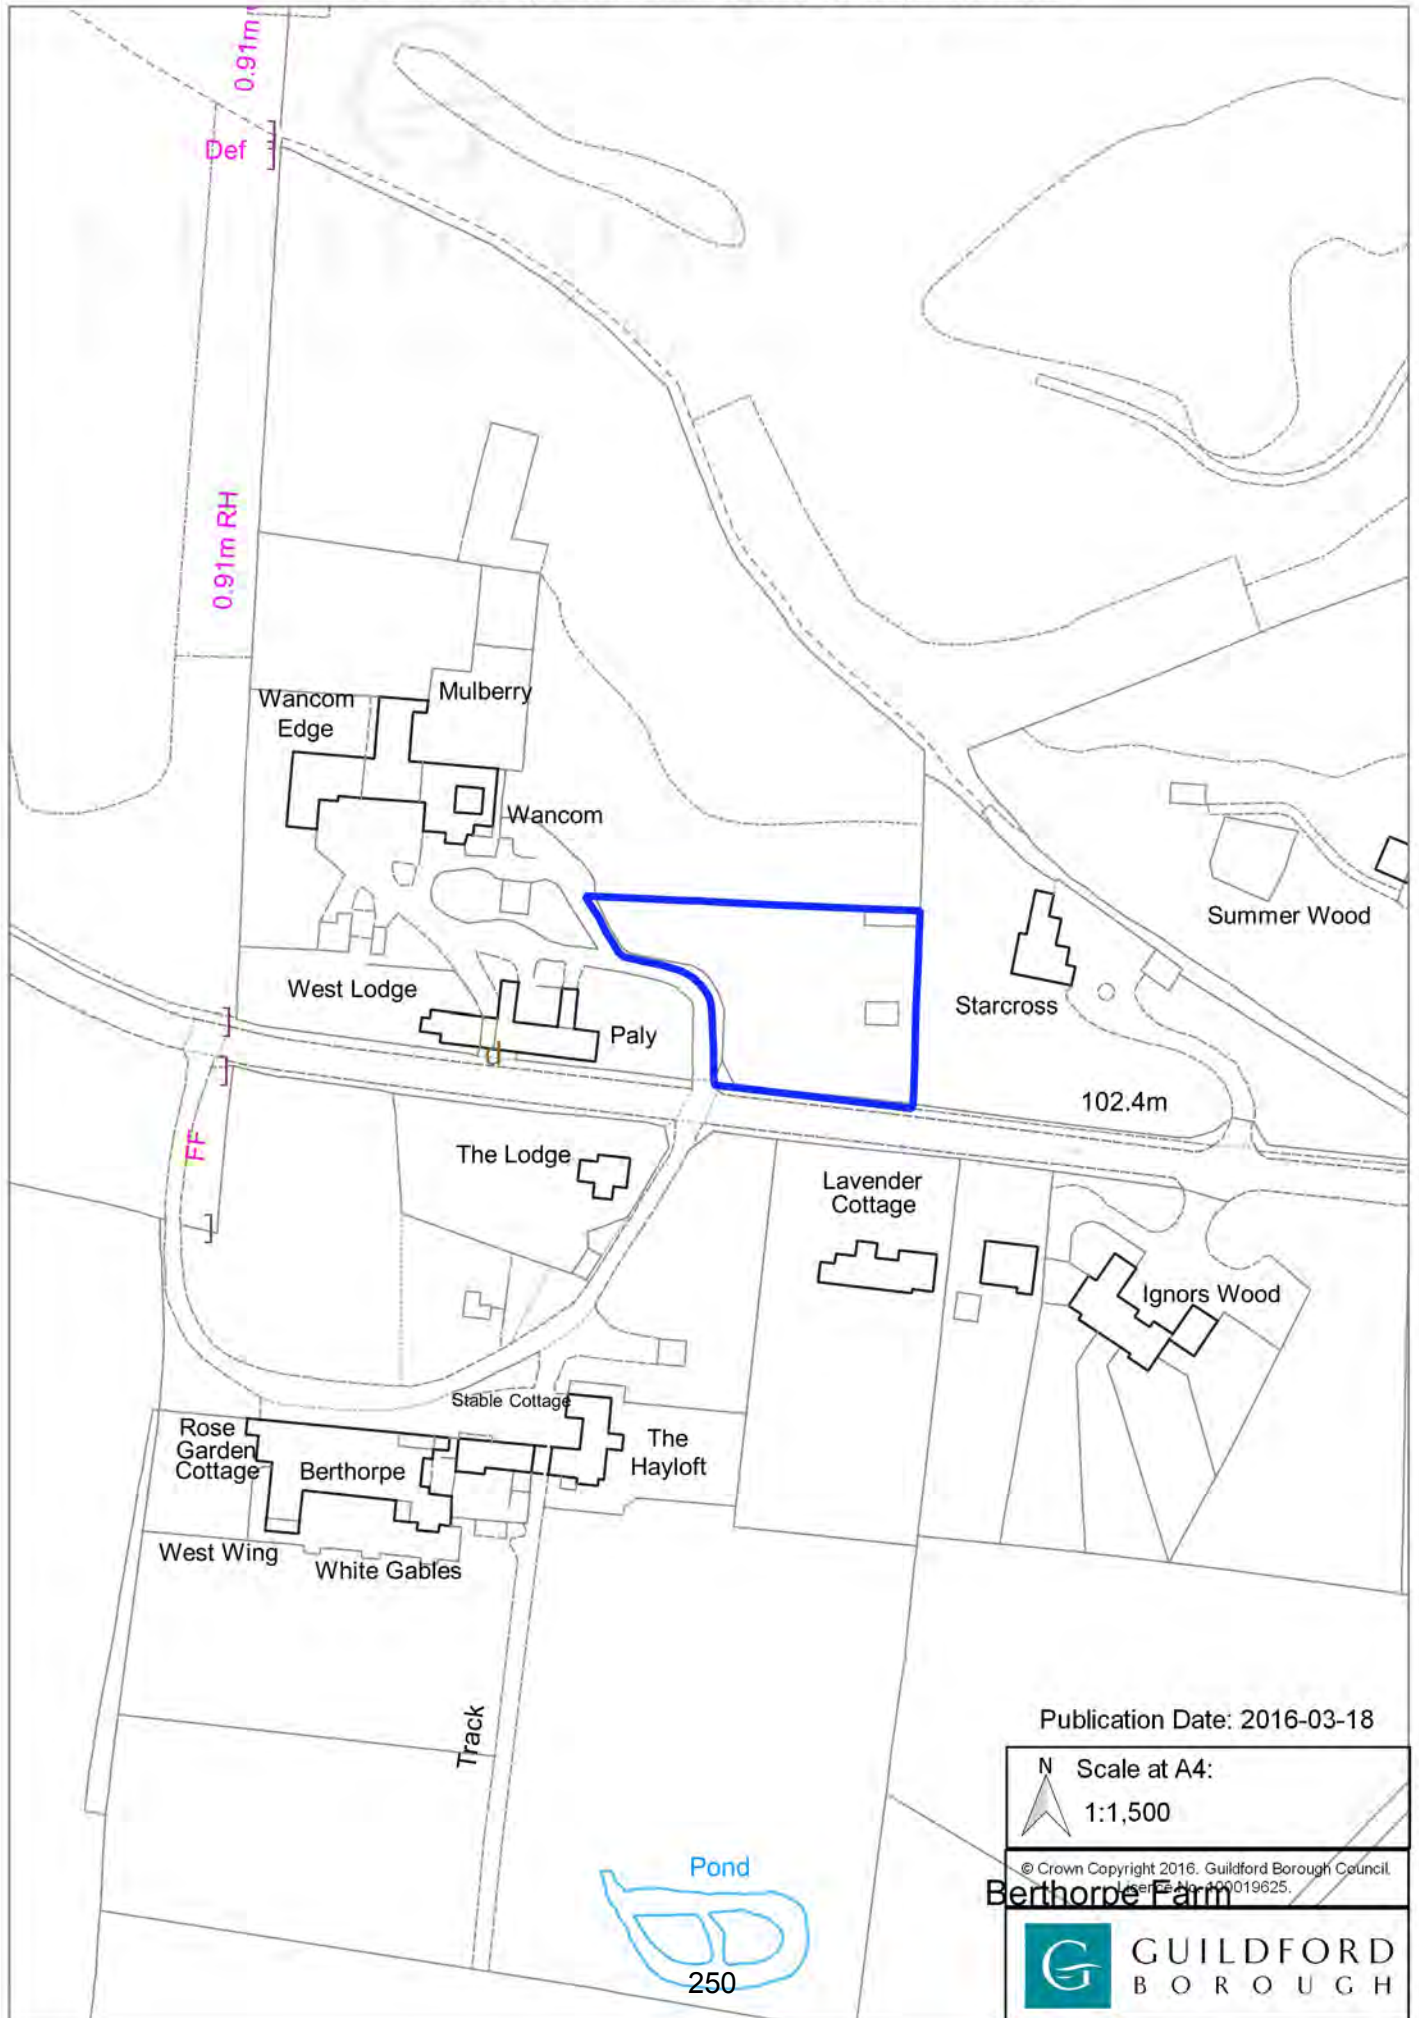 0.91m
Def
0.91m RH
Wancom
Edge
Mulberry
Wancom
Summer Wood
West Lodge
Starcross
Paly
102.4m
FF
The Lodge
Lavender
Cottage
Ignors Wood
Stable Cottage
Rose
Garden
Cottage
Berthorpe
The
Hayloft
West Wing
White Gables
Track
Publication Date: 2016-03-18
N
Scale at A4:
1:1,500
Pond
© Crown Copyright 2016. Guildford Borough Council.
Licence No. 100019625.
Berthorpe Farm
250
G
GUILDFORD
BOROUGH